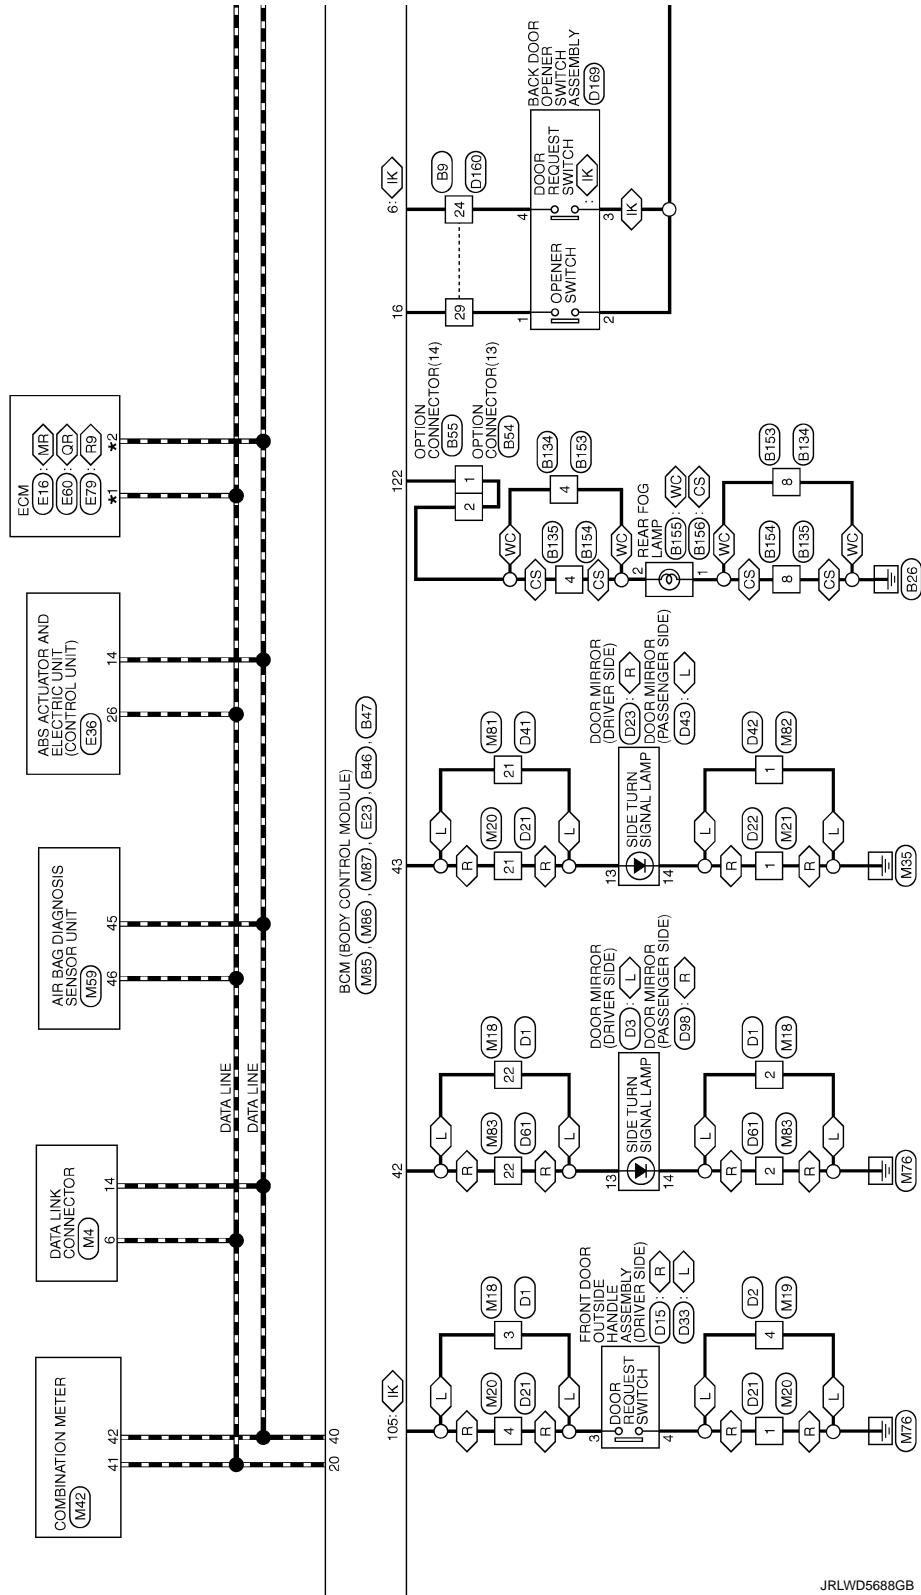 COMBINATION METER
M42
41
42
DATA LINK
CONNECTOR
M4
6
14
AIR BAG DIAGNOSIS
SENSOR UNIT
M59
46
45
ABS ACTUATOR AND
ELECTRIC UNIT
(CONTROL UNIT)
E36
26
14
ECM
E16 : MR
E60 : QR
E79 : R9
*1
*2
DATA LINE
DATA LINE
20
40
BCM (BODY CONTROL MODULE)
M85 , M86 , M87 , E23 , B46 , B47
105: IK
L
R
M20
4
D21
R
L
M18
3
D1
FRONT DOOR
OUTSIDE
HANDLE
ASSEMBLY
(DRIVER SIDE)
D15 : R
D33 : L
3
DOOR
REQUEST
SWITCH
4
L
R
D21
1
M20
R
L
D2
4
M19
M76
42
L
R
M83
22
D61
R
L
M18
22
D1
DOOR MIRROR
(DRIVER SIDE)
D3 : L
DOOR MIRROR
(PASSENGER SIDE)
D98 : R
13
SIDE TURN
SIGNAL LAMP
14
L
R
D61
2
M83
R
L
D1
2
M18
M76
43
L
R
M20
21
D21
R
L
M81
21
D41
DOOR MIRROR
(DRIVER SIDE)
D23 : R
DOOR MIRROR
(PASSENGER SIDE)
D43 : L
13
SIDE TURN
SIGNAL LAMP
14
L
R
D22
1
M21
R
L
D42
1
M82
M35
122
OPTION
CONNECTOR(14)
B55
1
2
OPTION
CONNECTOR(13)
B54
WC
CS
B135
4
B154
CS
WC
B134
4
B153
REAR FOG
LAMP
B155 : WC
B156 : CS
2
1
WC
CS
B154
8
B135
CS
WC
B153
8
B134
B26
16
6: IK
29
24
B9
D160
BACK DOOR
OPENER
SWITCH
ASSEMBLY
D169
1
OPENER
SWITCH
2
4
DOOR
REQUEST
SWITCH
: IK
3
IK
JRLWD5688GB